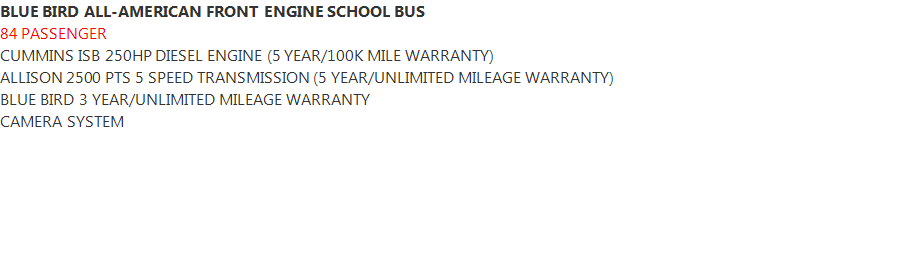 BLUE BIRD ALL-AMERICAN FRONT ENGINE SCHOOL BUS
84 PASSENGER
CUMMINS ISB 250HP DIESEL ENGINE (5 YEAR/100K MILE WARRANTY)
ALLISON 2500 PTS 5 SPEED TRANSMISSION (5 YEAR/UNLIMITED MILEAGE WARRANTY)
BLUE BIRD 3 YEAR/UNLIMITED MILEAGE WARRANTY
CAMERA SYSTEM